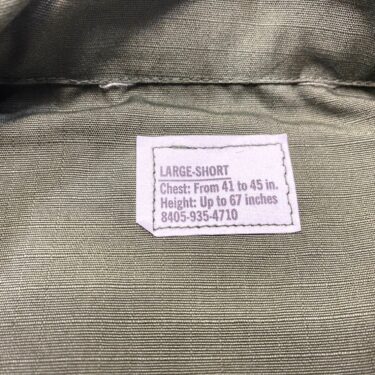 LARGE-SHORT
Chest: From 41 to 45 in.
Height: Up to 67 inches
8405-935-4710